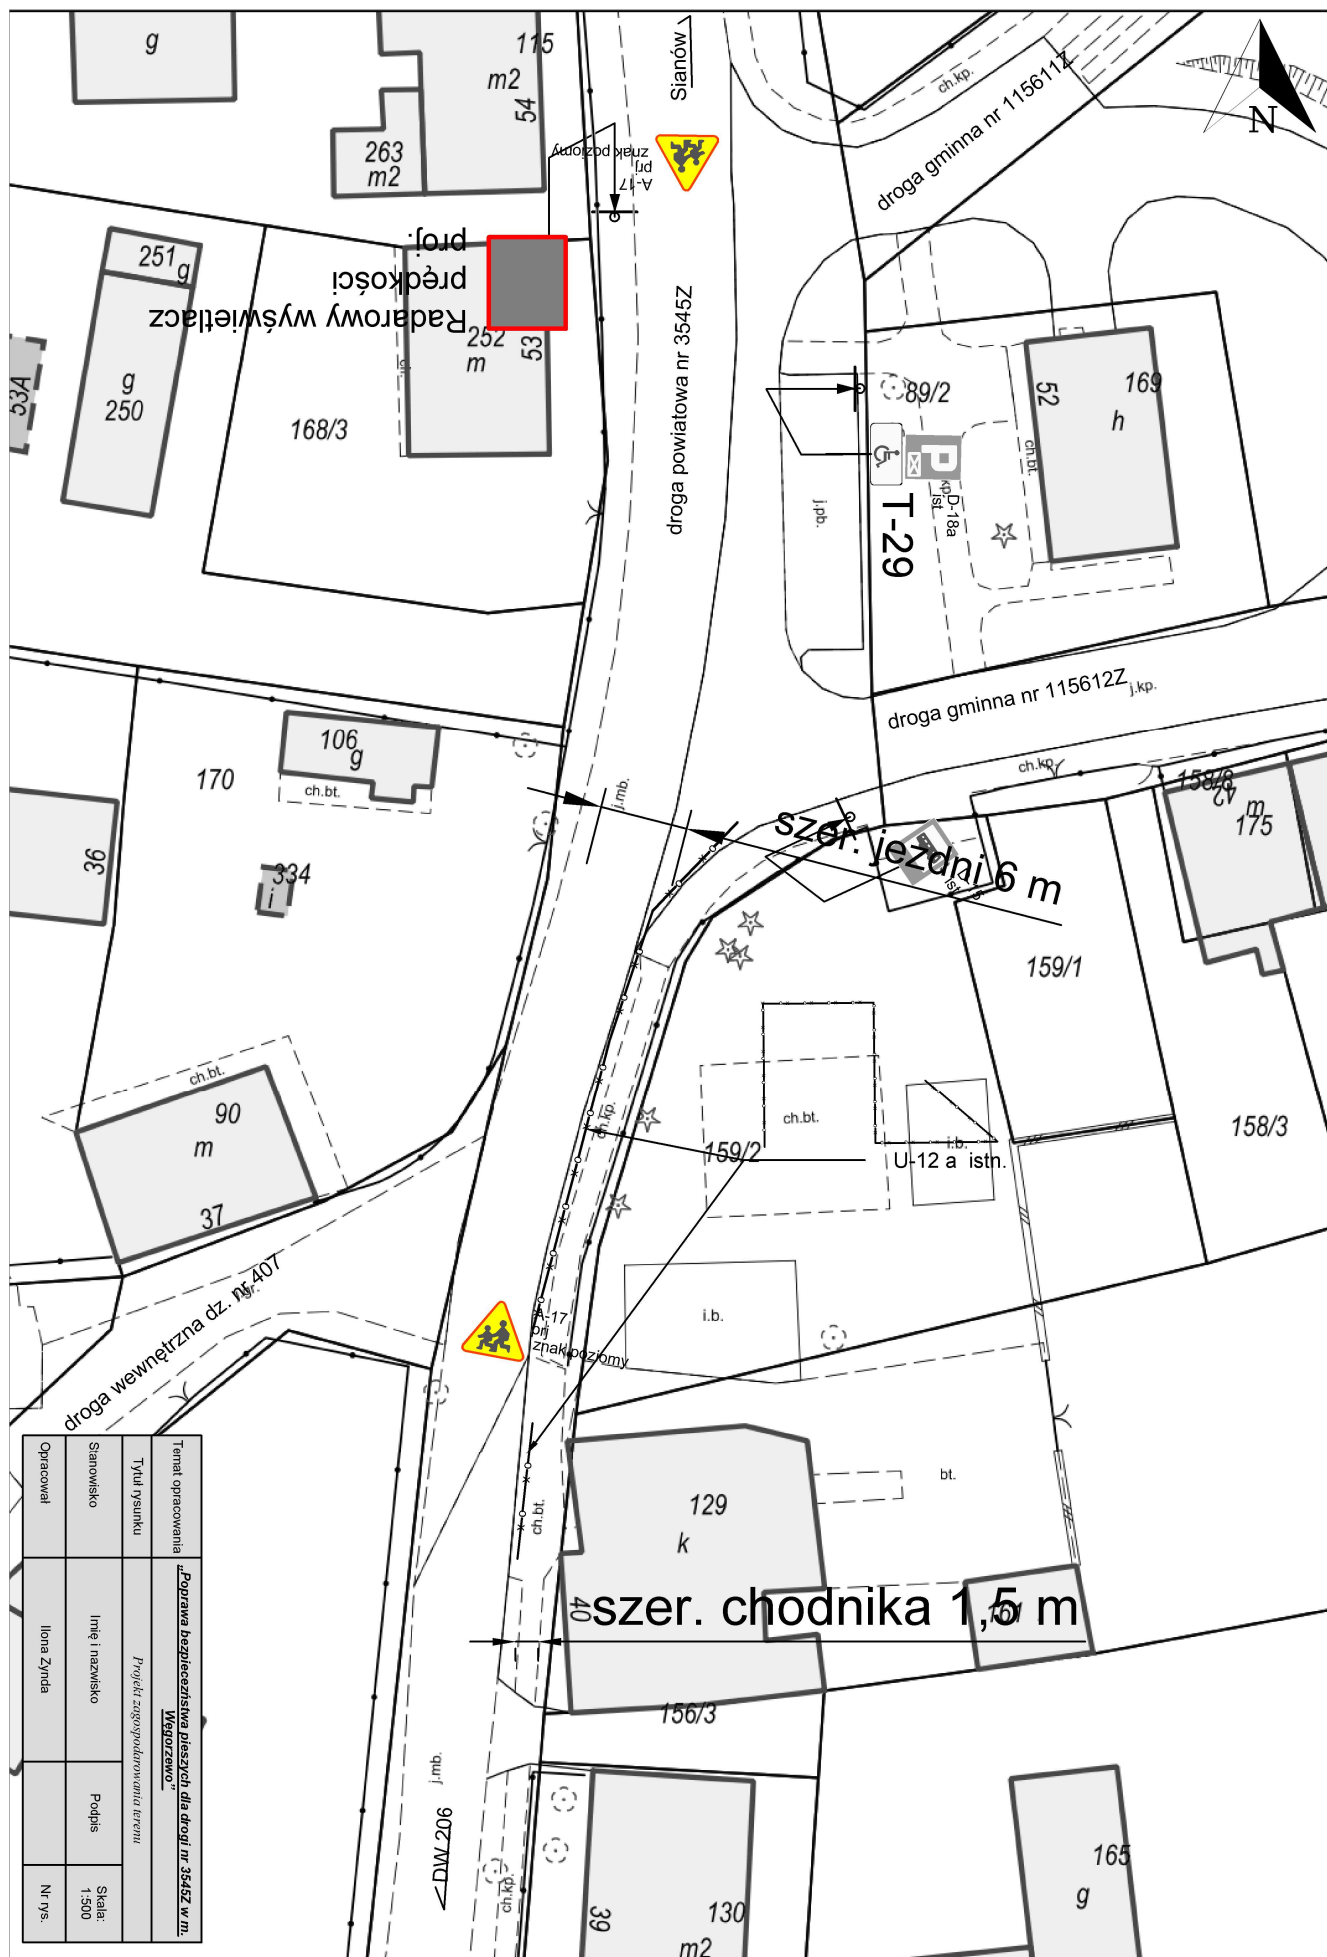 g
115
m2
54
263
m2
Sianów
ch.kp.
droga gminna nr 115611Z
N
A-17
prj
znak poziomy
251
g
Radarowy wyświetlacz
prędkości
proj.
252
m
53
53A
g
250
168/3
droga powiatowa nr 3545Z
89/2
52
169
h
ch.bt.
P
kp.
D-18a
ist
T-29
j.pb.
droga gminna nr 115612Z
j.kp.
ch.kp.
106
g
170
ch.bt.
j.mb.
158/8
42
m
175
szer. jezdni 6 m
36
334
i
159/1
ch.bt.
90
m
37
ch.kp.
159/2
ch.bt.
i.b.
U-12 a istn.
158/3
droga wewnętrzna dz. nr 407
i.b.
A-17
prj
znak poziomy
ch.bt.
129
k
bt.
40
szer. chodnika 1,5 m
161
156/3
j.mb.
DW 206
ch.kp.
39
130
m2
165
g
Temat opracowania
„Poprawa bezpieczeństwa pieszych dla drogi nr 3545Z w m.
Węgorzewo”
Tytuł rysunku
Projekt zagospodarowania terenu
Stanowisko
Imię i nazwisko
Podpis
Skala:
1:500
Opracował
Ilona Zynda
Nr rys.